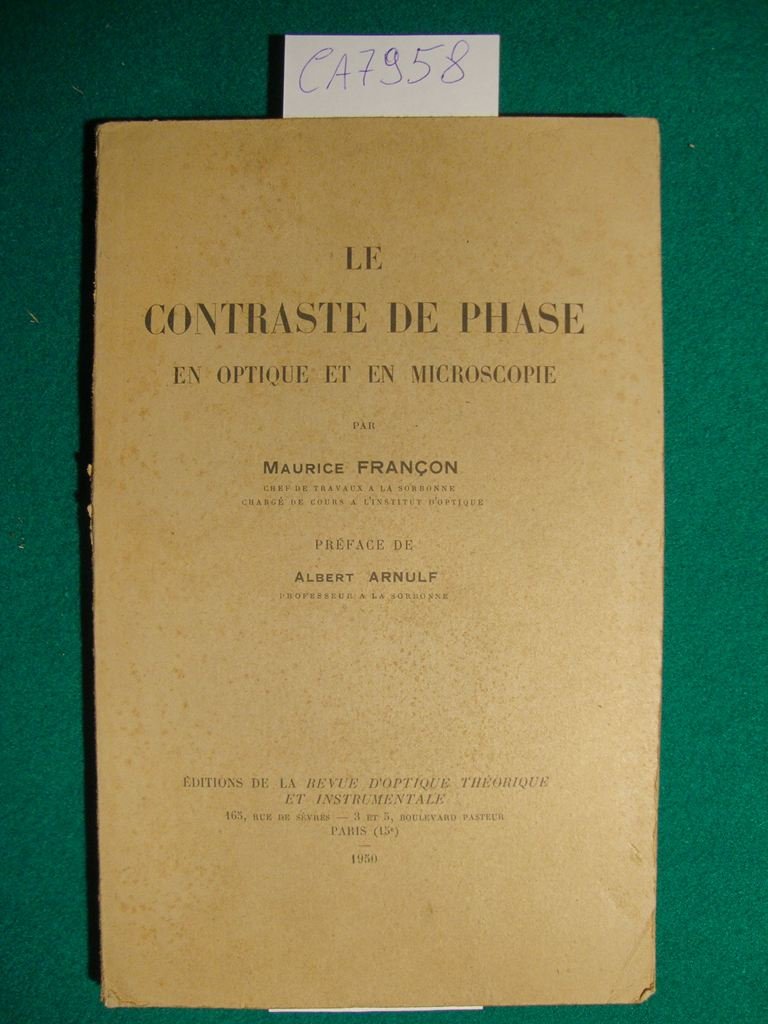 CA7958
LE
CONTRASTE DE PHASE
EN OPTIQUE ET EN MICROSCOPIE
PAR
MAURICE FRANÇON
CHEF DE TRAVAUX A LA SORBONNE
CHARGÉ DE COURS A L'INSTITUT D'OPTIQUE
PRÉFACE DE
ALBERT ARNULF
PROFESSEUR A LA SORBONNE
ÉDITIONS DE LA REVUE D'OPTIQUE THÉORIQUE
ET INSTRUMENTALE
165, RUE DE SÈVRES — 3 ET 5, BOULEVARD PASTEUR
PARIS (15e)
1950